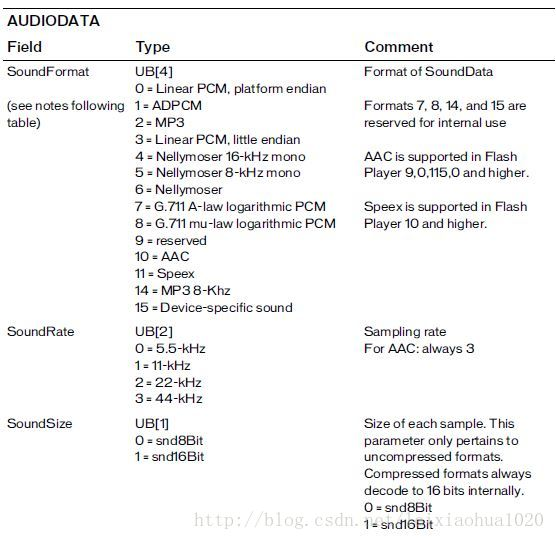 AUDIODATA
Field Type Comment
SoundFormat UB[4] Format of SoundData
0 = Linear PCM, platform endian
(see notes following 1 = ADPCM Formats 7, 8, 14, and 15 are
table) 2 = MP3 reserved for internal use
3 = Linear PCM, little endian
4 = Nellymoser 16-kHz mono AAC is supported in Flash
5 = Nellymoser 8-kHz mono Player 9,0,115,0 and higher.
6 = Nellymoser
7 = G.711 A-law logarithmic PCM Speex is supported in Flash
8 = G.711 mu-law logarithmic PCM Player 10 and higher.
9 = reserved
10 = AAC
11 = Speex
14 = MP3 8-Khz
15 = Device-specific sound
SoundRate UB[2] Sampling rate
0 = 5.5-kHz For AAC: always 3
1 = 11-kHz
2 = 22-kHz
3 = 44-kHz
SoundSize UB[1] Size of each sample. This
0 = snd8Bit parameter only pertains to
1 = snd16Bit uncompressed formats.
Compressed formats always
decode to 16 bits internally.
0 = snd8Bit
http://blog.csdn.net/leixiaohua1020
1 = snd16Bit